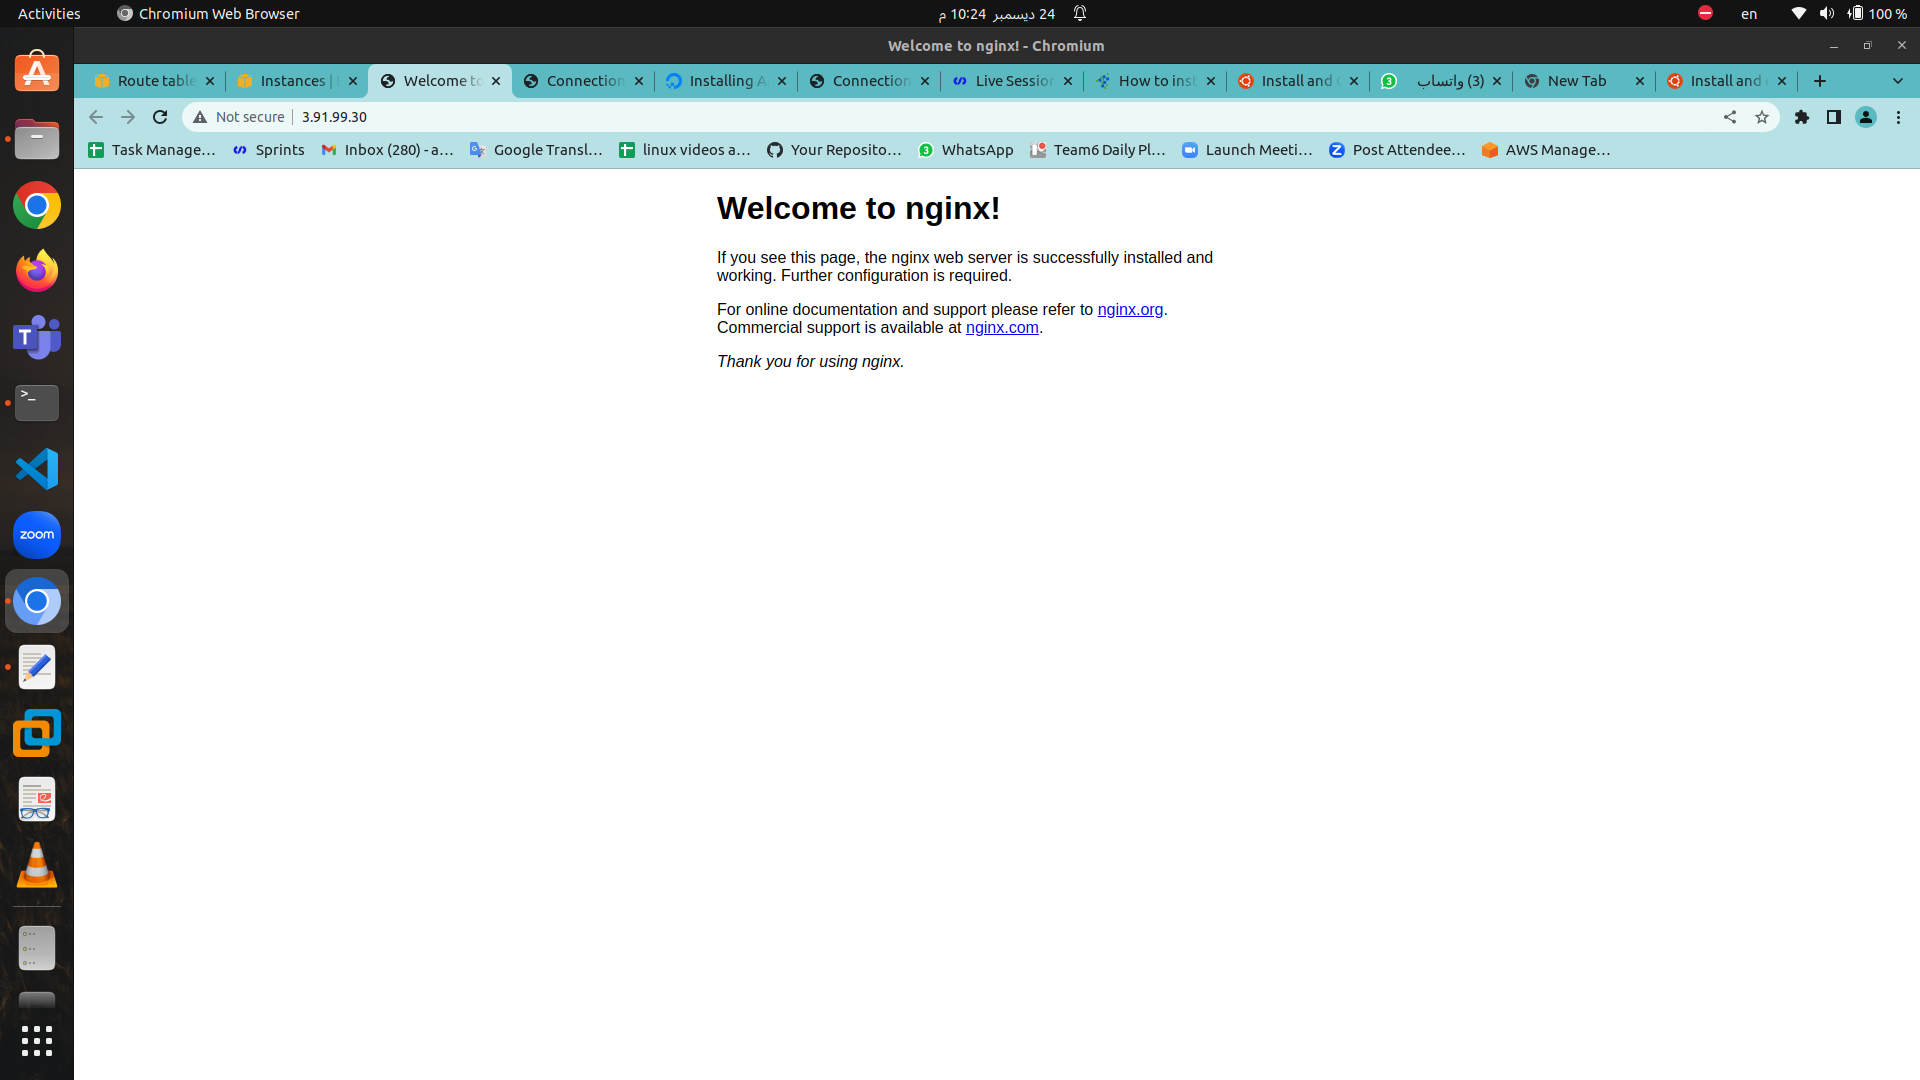 Activities
Chromium Web Browser
24 ديسمبر 10:24 م
en
100 %
Welcome to nginx! - Chromium
Route table
Instances |
Welcome to
Connection
Installing A
Connection
Live Session
How to inst
Install and
(3) واتساب
New Tab
Install and
Not secure
3.91.99.30
Task Manage…
Sprints
Inbox (280) - a…
Google Transl…
linux videos a…
Your Reposito…
3
WhatsApp
Team6 Daily Pl…
Launch Meeti…
Post Attendee…
AWS Manage…
Welcome to nginx!
If you see this page, the nginx web server is successfully installed and
working. Further configuration is required.
For online documentation and support please refer to nginx.org.
Commercial support is available at nginx.com.
Thank you for using nginx.
zoom